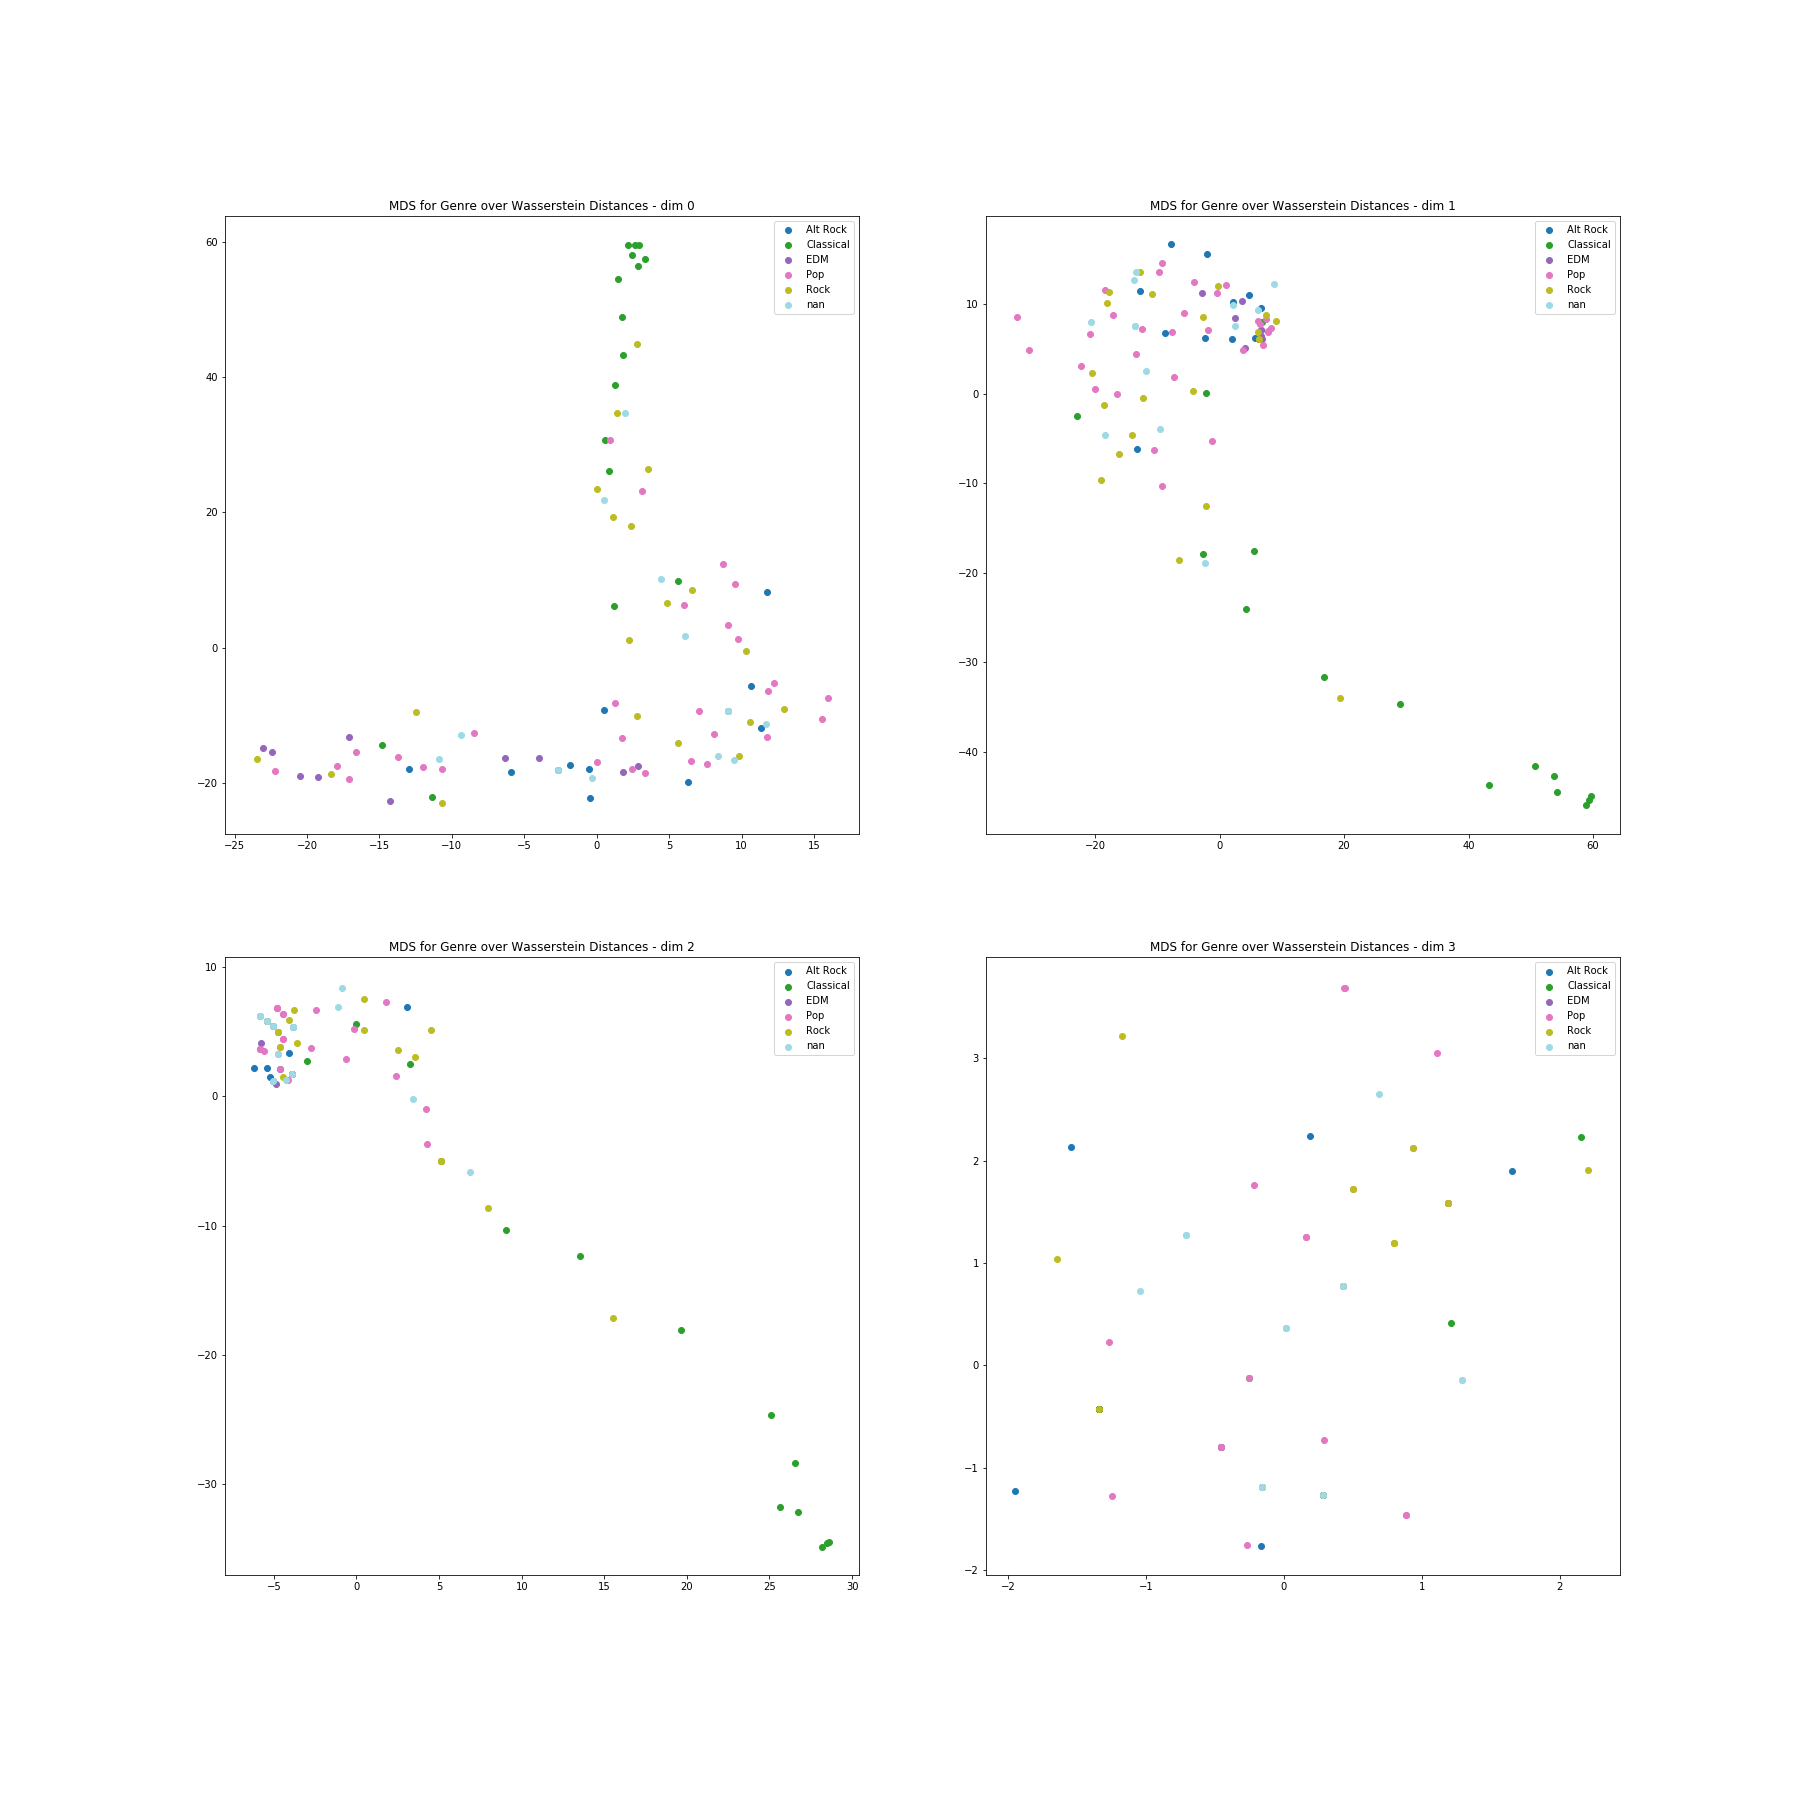 MDS for Genre over Wasserstein Distances - dim 0
Alt Rock
Classical
EDM
Pop
Rock
nan
60
40
20
0
−20
−25 −20 −15 −10 −5 0 5 10 15
MDS for Genre over Wasserstein Distances - dim 1
Alt Rock
Classical
EDM
Pop
Rock
nan
10
0
−10
−20
−30
−40
−20 0 20 40 60
MDS for Genre over Wasserstein Distances - dim 2
Alt Rock
Classical
EDM
Pop
Rock
nan
10
0
−10
−20
−30
−5 0 5 10 15 20 25 30
MDS for Genre over Wasserstein Distances - dim 3
Alt Rock
Classical
EDM
Pop
Rock
nan
3
2
1
0
−1
−2
−2 −1 0 1 2